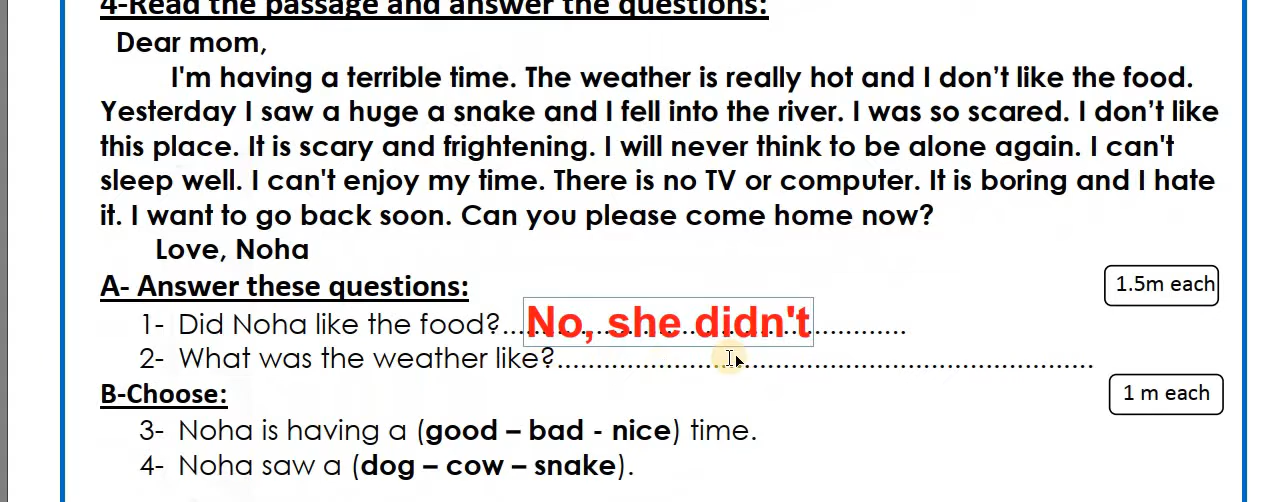 4-Read the passage and answer the questions:
Dear mom,
I'm having a terrible time. The weather is really hot and I don't like the food.
Yesterday I saw a huge a snake and I fell into the river. I was so scared. I don't like
this place. It is scary and frightening. I will never think to be alone again. I can't
sleep well. I can't enjoy my time. There is no TV or computer. It is boring and I hate
it. I want to go back soon. Can you please come home now?
Love, Noha
A- Answer these questions:
1.5m each
1- Did Noha like the food?... No, she didn't ..............
2- What was the weather like?......................................................................
B-Choose:
1 m each
3- Noha is having a (good – bad - nice) time.
4- Noha saw a (dog – cow – snake).